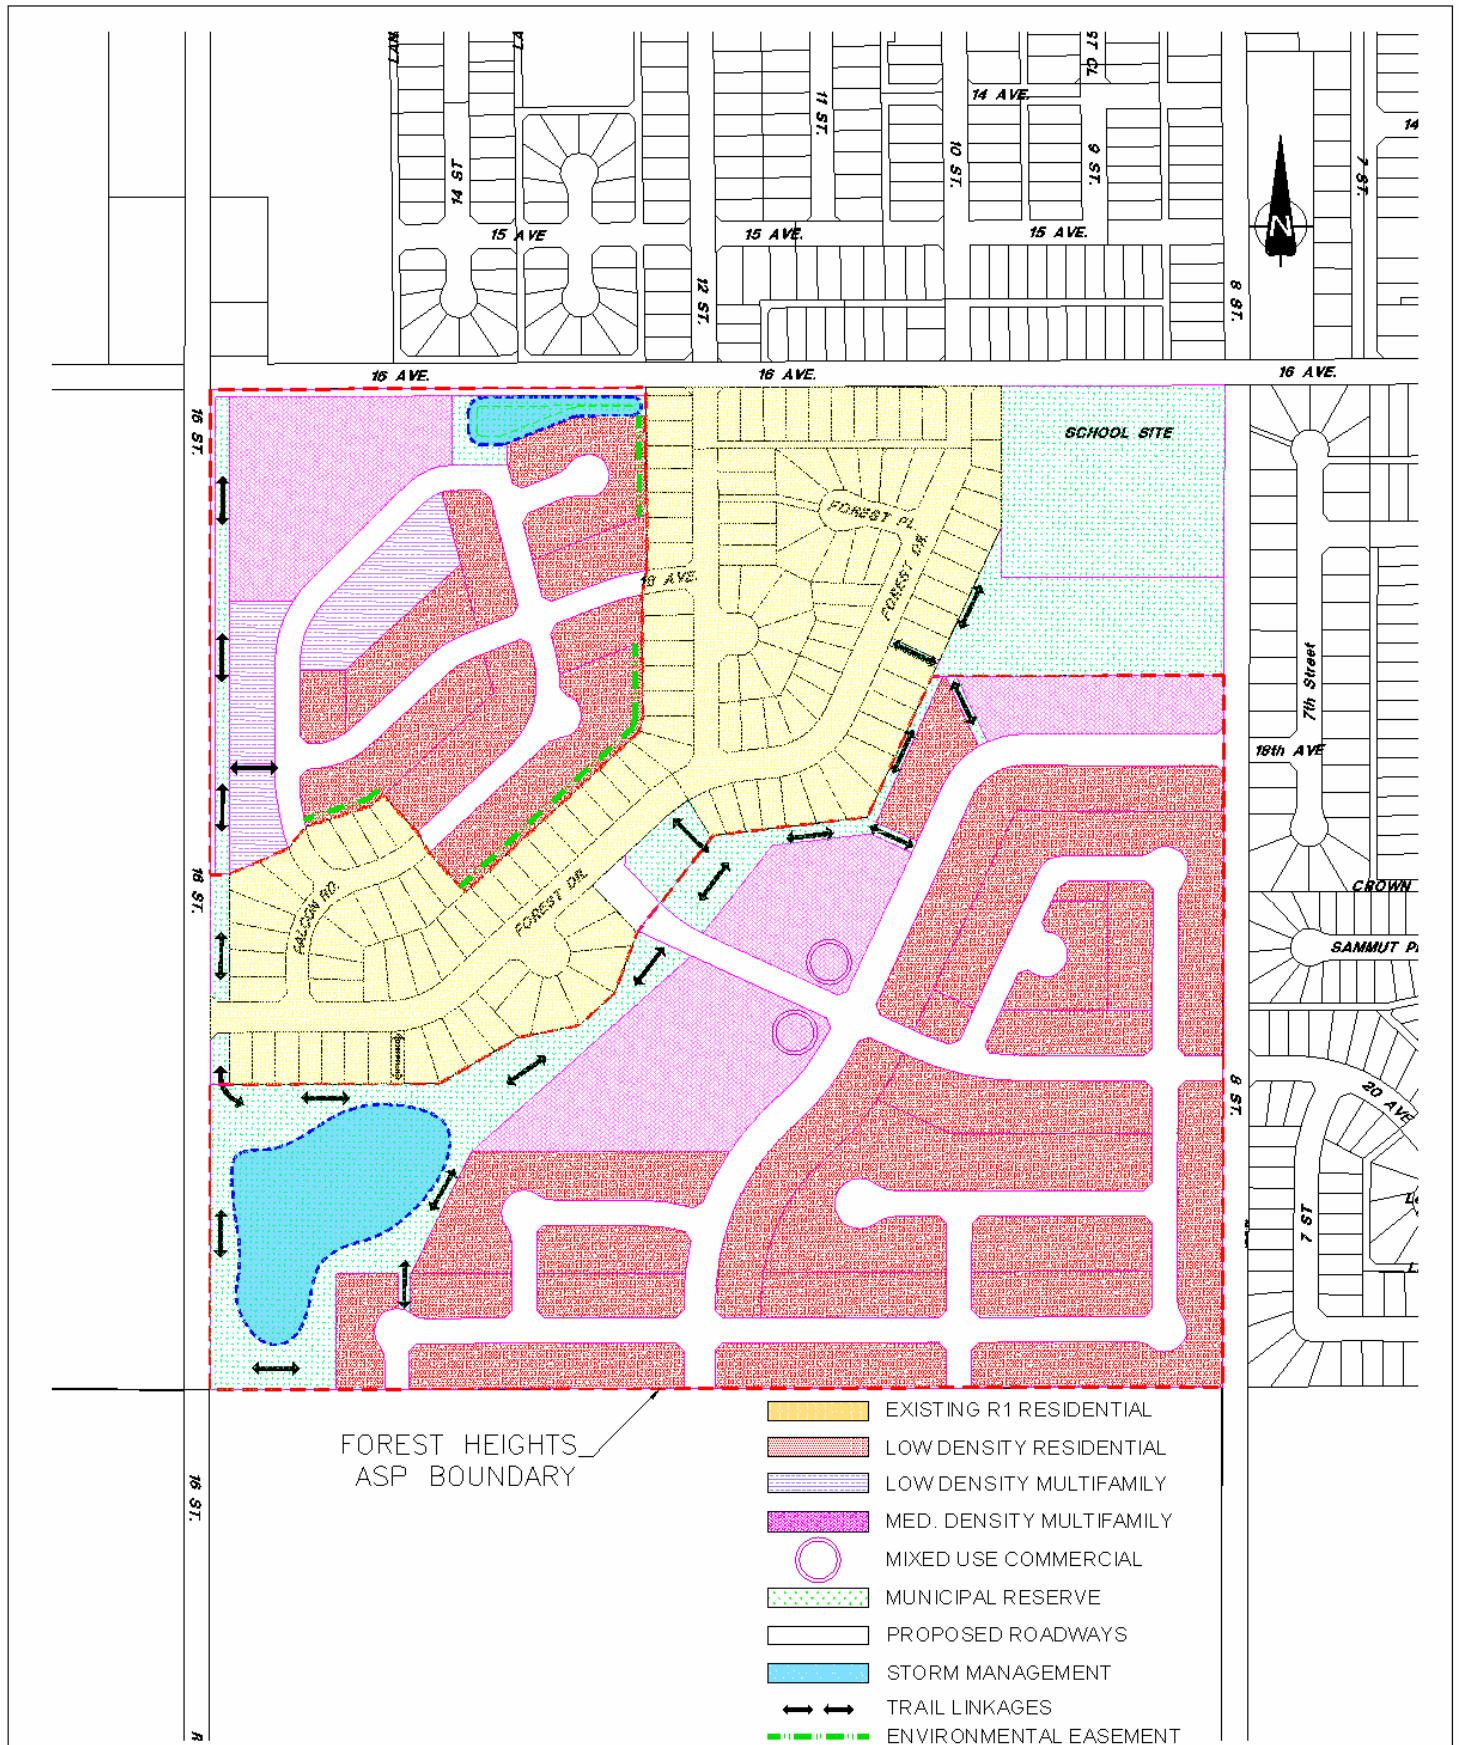 LAN
LA
ST CL
14 AVE.
11 ST.
14
14 ST
10 ST.
9 ST.
7 ST.
15 AVE
15 AVE.
15 AVE.
N
12 ST.
8 ST.
16 AVE.
16 AVE.
16 AVE.
16 ST.
SCHOOL SITE
FOREST PL.
FOREST DR.
18 AVE.
7th Street
18th AVE
16 ST.
FALCON RD.
FOREST DR.
CROWN
SAMMUT P
8 ST.
20 AVE
7 ST
L
FOREST HEIGHTS
ASP BOUNDARY
16 ST.
R
EXISTING R1 RESIDENTIAL
LOW DENSITY RESIDENTIAL
LOW DENSITY MULTIFAMILY
MED. DENSITY MULTIFAMILY
MIXED USE COMMERCIAL
MUNICIPAL RESERVE
PROPOSED ROADWAYS
STORM MANAGEMENT
TRAIL LINKAGES
ENVIRONMENTAL EASEMENT